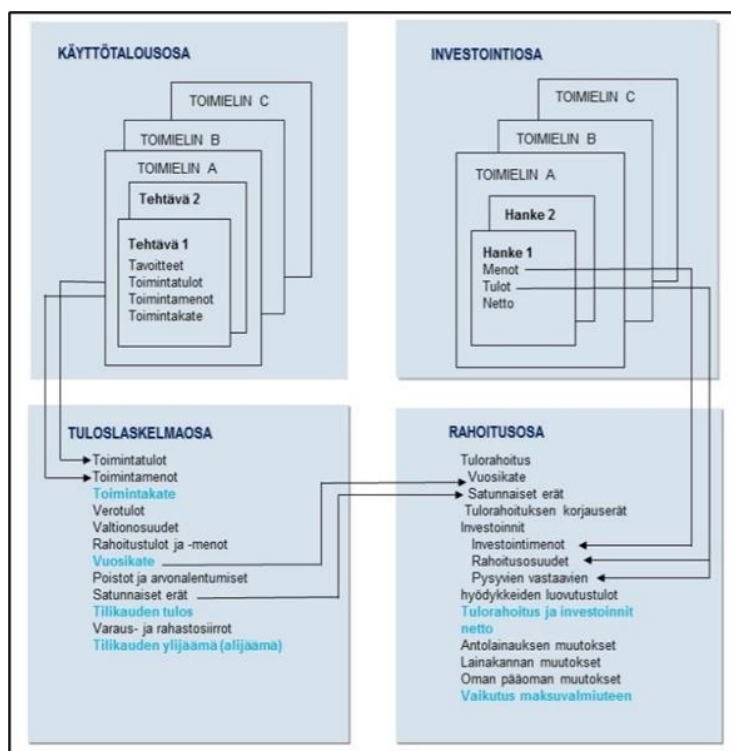 KÄYTTÖTALOUSOSA
TOIMIELIN C
TOIMIELIN B
TOIMIELIN A
Tehtävä 2
Tehtävä 1
Tavoitteet
Toimintatulot
Toimintamenot
Toimintakate
INVESTOINTIOSA
TOIMIELIN C
TOIMIELIN B
TOIMIELIN A
Hanke 2
Hanke 1
Menot
Tulot
Netto
TULOSLASKELMAOSA
Toimintatulot
Toimintamenot
Toimintakate
Verotulot
Valtionosuudet
Rahoitustulot ja -menot
Vuosikate
Poistot ja arvonalentumiset
Satunnaiset erät
Tilikauden tulos
Varaus- ja rahastosiirrot
Tilikauden ylijäämä (alijäämä)
RAHOITUSOSA
Tulorahoitus
Vuosikate
Satunnaiset erät
Tulorahoituksen korjauserät
Investoinnit
Investointimenot
Rahoitusosuudet
Pysyvien vastaavien
hyödykkeiden luovutustulot
Tulorahoitus ja investoinnit
netto
Antolainauksen muutokset
Lainakannan muutokset
Oman pääoman muutokset
Vaikutus maksuvalmiuteen